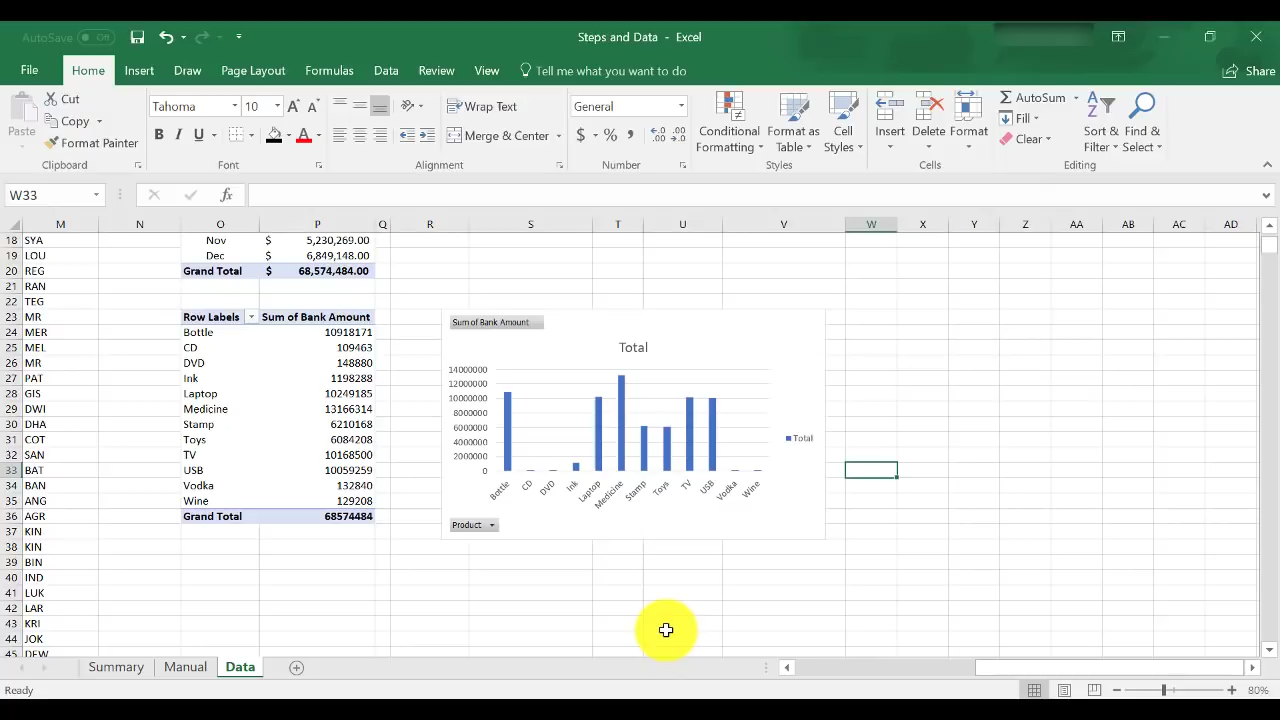 AutoSave Off
Steps and Data - Excel
File Home Insert Draw Page Layout Formulas Data Review View Tell me what you want to do Share
Paste
Cut
Copy
Format Painter
Clipboard
Tahoma 10
B I U
Font
Wrap Text
Merge & Center
Alignment
General
$ % ,
Number
Conditional Formatting
Format as Table
Cell Styles
Styles
Insert Delete Format
Cells
AutoSum
Fill
Clear
Sort & Filter
Find & Select
Editing
W33 fx
M N O P Q R S T U V W X Y Z AA AB AC AD
18 SYA Nov $ 5,230,269.00
19 LOU Dec $ 6,849,148.00
20 REG Grand Total $ 68,574,484.00
21 RAN
22 TEG
23 MR Row Labels Sum of Bank Amount
24 MER Bottle 10918171
25 MEL CD 109463
26 MR DVD 148880
27 PAT Ink 1198288
28 GIS Laptop 10249185
29 DWI Medicine 13166314
30 DHA Stamp 6210168
31 COT Toys 6084208
32 SAN TV 10168500
33 BAT USB 10059259
34 BAN Vodka 132840
35 ANG Wine 129208
36 AGR Grand Total 68574484
37 KIN
38 KIN
39 BIN
40 IND
41 LUK
42 LAR
43 KRI
44 JOK
45 DEW
Sum of Bank Amount
Total
14000000
12000000
10000000
8000000
6000000
4000000
2000000
0
Bottle CD DVD Ink Laptop Medicine Stamp Toys TV USB Vodka Wine
Total
Product
Summary Manual Data
Ready 80%